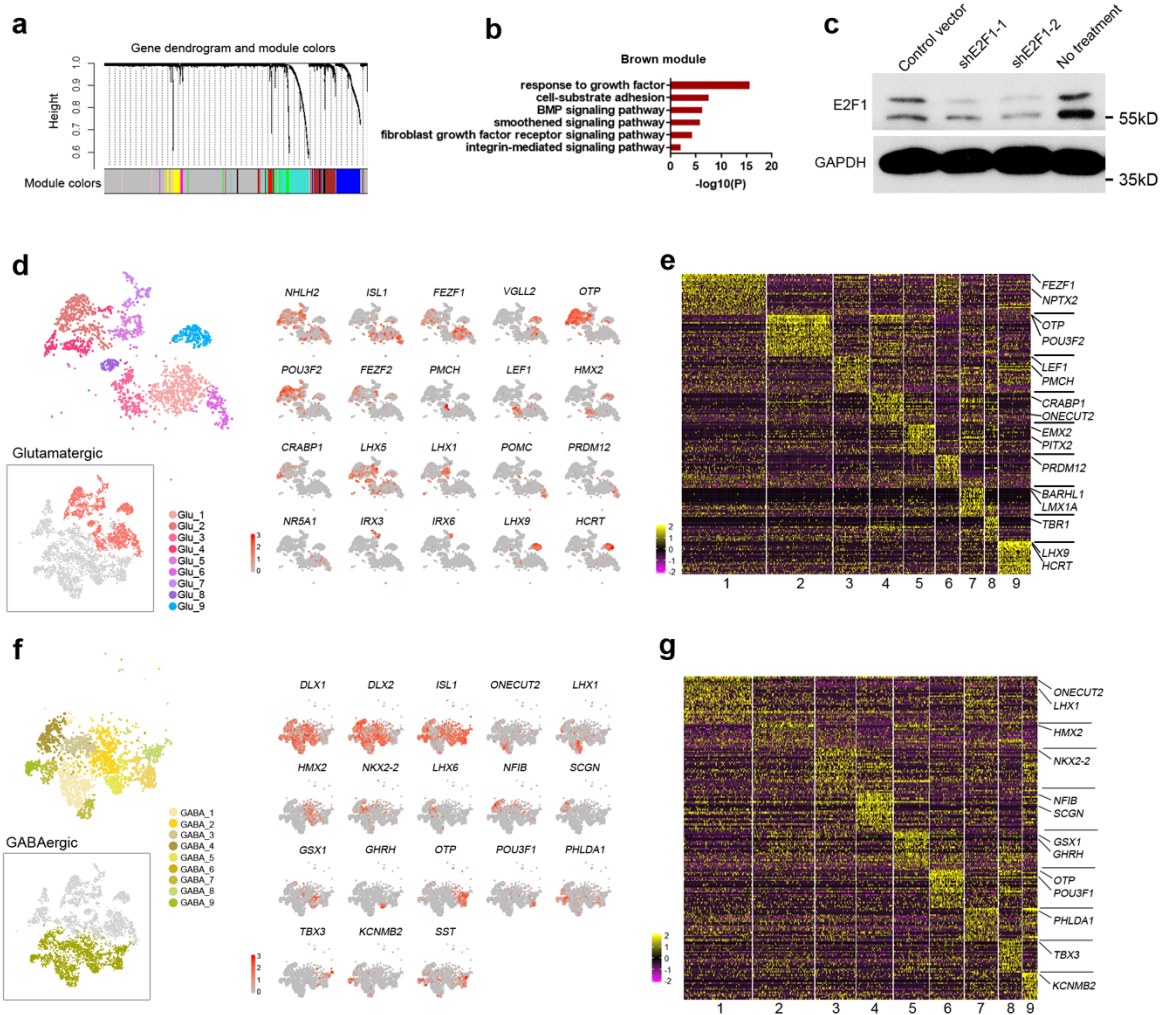 a
Gene dendrogram and module colors
Height
1.0
0.9
0.8
0.7
0.6
Module colors
b
Brown module
response to growth factor
cell-substrate adhesion
BMP signaling pathway
smoothened signaling pathway
fibroblast growth factor receptor signaling pathway
integrin-mediated signaling pathway
0 5 10 15 20
-log10(P)
c
Control vector
shE2F1-1
shE2F1-2
No treatment
E2F1
55kD
GAPDH
35kD
d
Glutamatergic
Glu_1
Glu_2
Glu_3
Glu_4
Glu_5
Glu_6
Glu_7
Glu_8
Glu_9
NHLH2 ISL1 FEZF1 VGLL2 OTP
POU3F2 FEZF2 PMCH LEF1 HMX2
CRABP1 LHX5 LHX1 POMC PRDM12
NR5A1 IRX3 IRX6 LHX9 HCRT
3
2
1
0
e
FEZF1
NPTX2
OTP
POU3F2
LEF1
PMCH
CRABP1
ONECUT2
EMX2
PITX2
PRDM12
BARHL1
LMX1A
TBR1
LHX9
HCRT
2
1
0
-1
-2
1 2 3 4 5 6 7 8 9
f
GABA_1
GABA_2
GABA_3
GABA_4
GABA_5
GABA_6
GABA_7
GABA_8
GABA_9
GABAergic
DLX1 DLX2 ISL1 ONECUT2 LHX1
HMX2 NKX2-2 LHX6 NFIB SCGN
GSX1 GHRH OTP POU3F1 PHLDA1
TBX3 KCNMB2 SST
3
2
1
0
g
ONECUT2
LHX1
HMX2
NKX2-2
NFIB
SCGN
GSX1
GHRH
OTP
POU3F1
PHLDA1
TBX3
KCNMB2
2
1
0
-1
-2
1 2 3 4 5 6 7 8 9